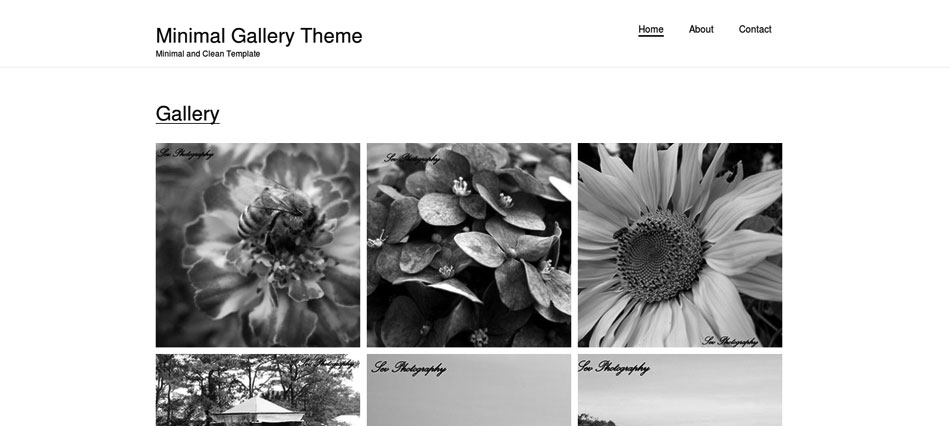 Minimal Gallery Theme
Minimal and Clean Template
Home
About
Contact
Gallery
Sev Photography
Sev Photography
Sev Photography
Sev Photography
Sev Photography
Sev Photography